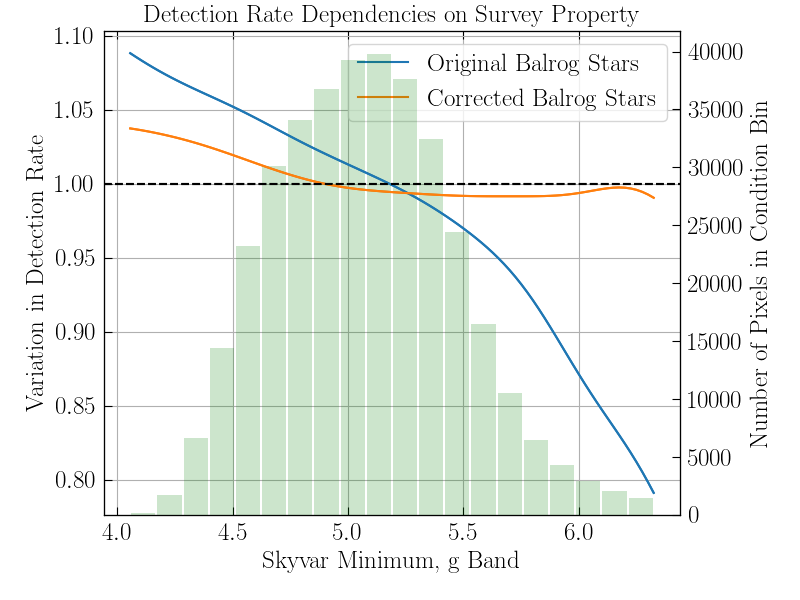 Detection Rate Dependencies on Survey Property
Original Balrog Stars
Corrected Balrog Stars
Variation in Detection Rate
1.10
1.05
1.00
0.95
0.90
0.85
0.80
40000
35000
30000
25000
20000
15000
10000
5000
0
Number of Pixels in Condition Bin
4.0 4.5 5.0 5.5 6.0
Skyvar Minimum, g Band